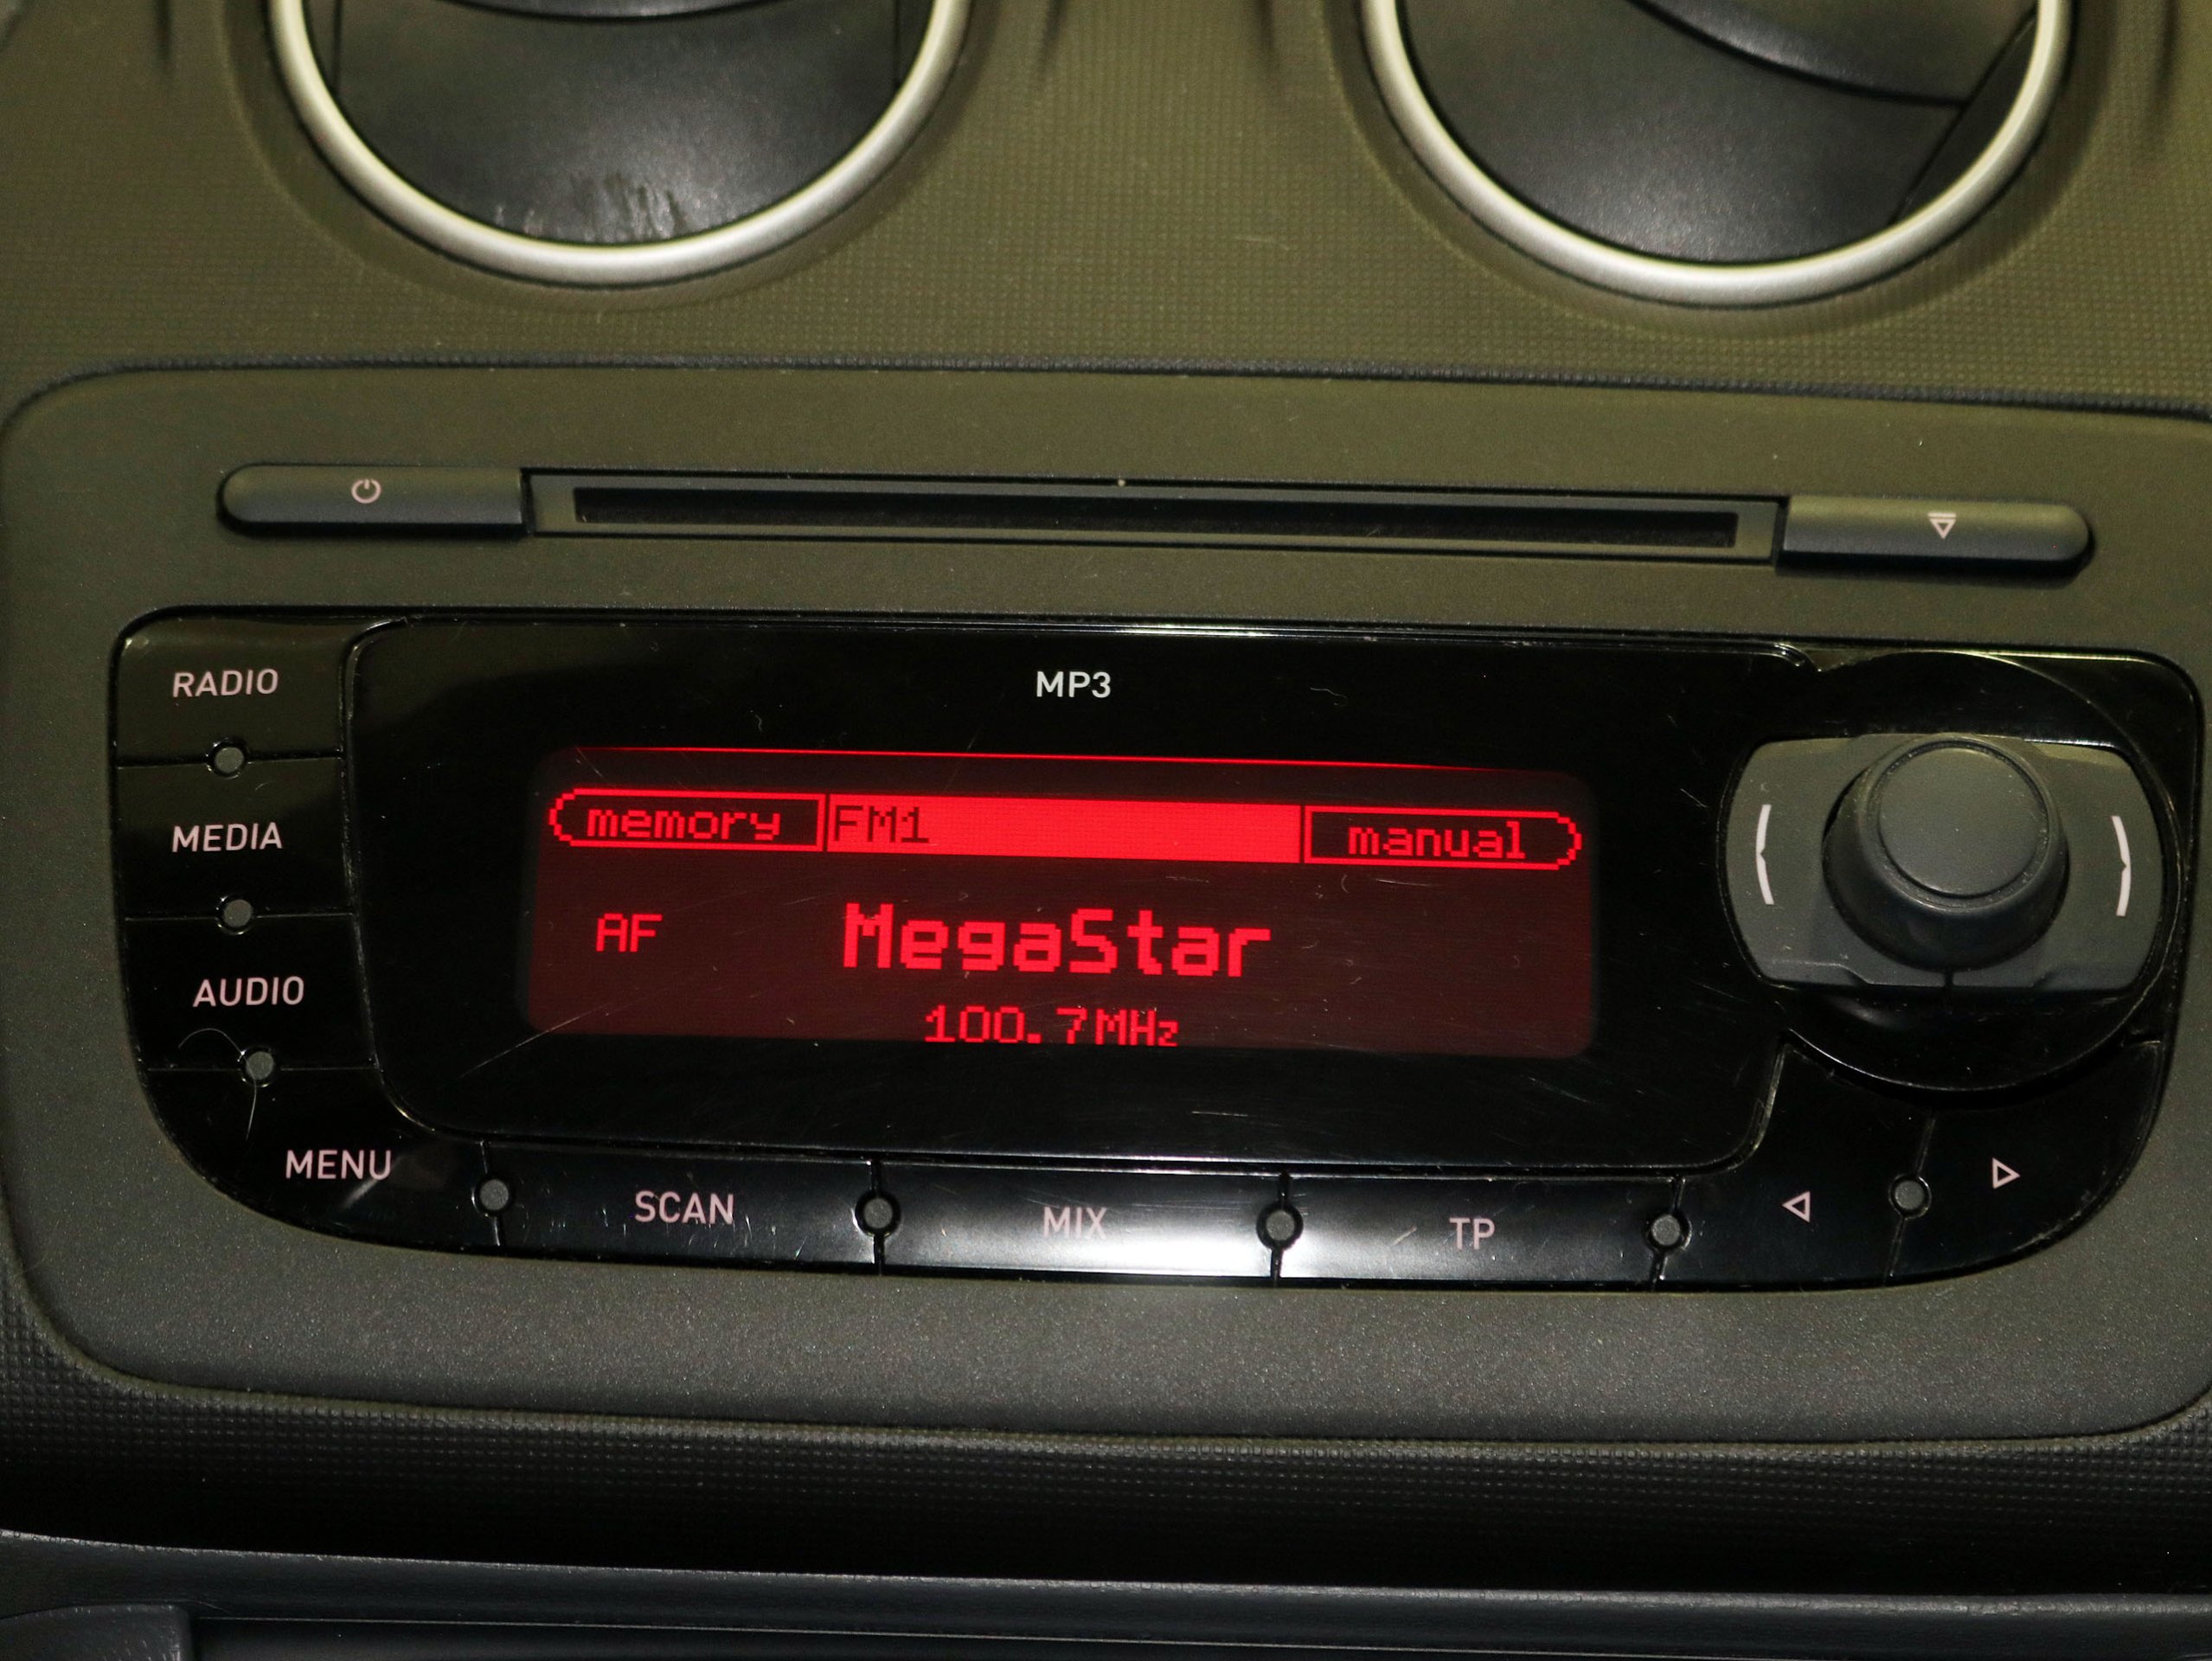 RADIO
MP3
MEDIA
memory FM1 manual
AF MegaStar
100.7MHz
AUDIO
MENU
SCAN
MIX
TP